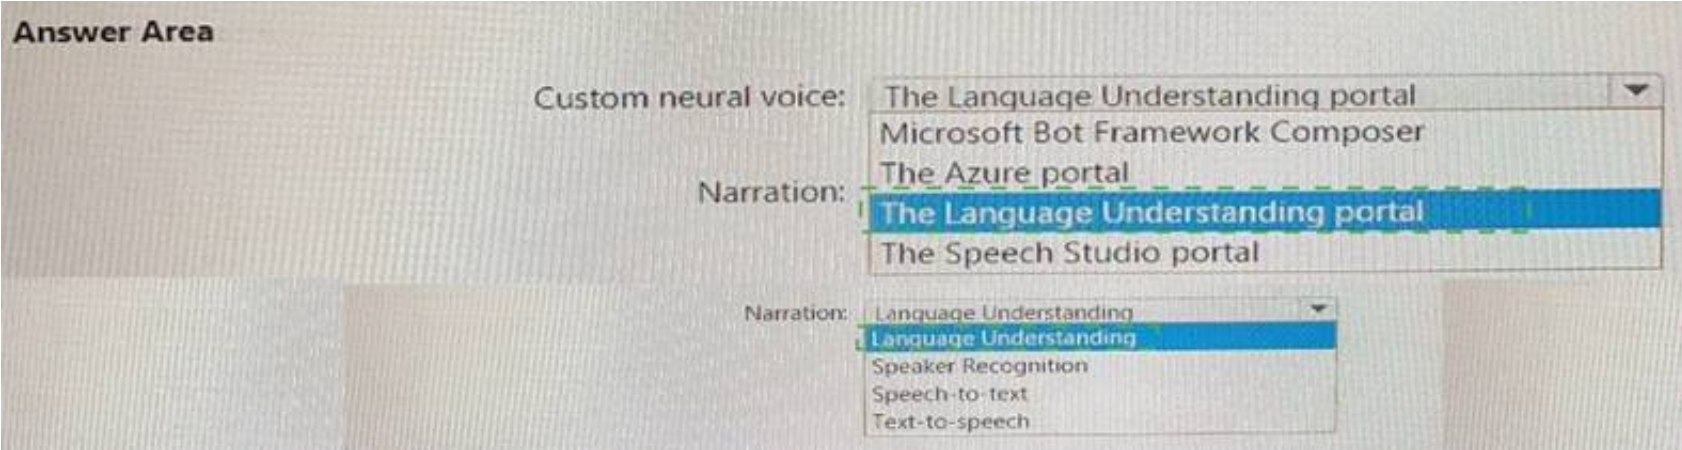 Answer Area
Custom neural voice: The Language Understanding portal
Microsoft Bot Framework Composer
The Azure portal
Narration:
The Language Understanding portal
The Speech Studio portal
Narration: Language Understanding
Language Understanding
Speaker Recognition
Speech-to-text
Text-to-speech